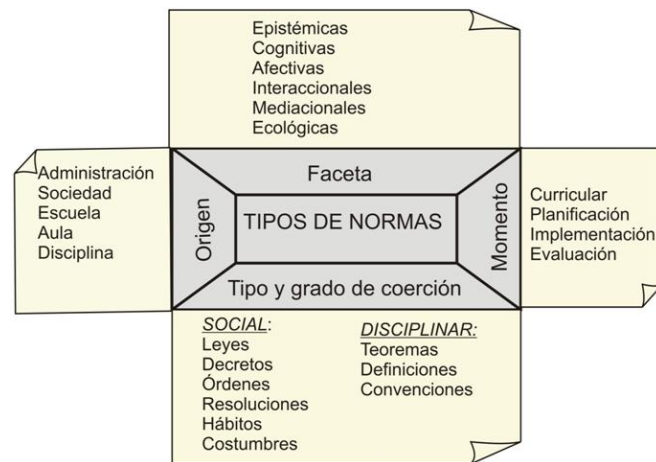 Epistémicas
Cognitivas
Afectivas
Interaccionales
Mediacionales
Ecológicas
Administración
Sociedad
Escuela
Aula
Disciplina
Origen
Faceta
TIPOS DE NORMAS
Tipo y grado de coerción
Momento
Curricular
Planificación
Implementación
Evaluación
SOCIAL:
Leyes
Decretos
Órdenes
Resoluciones
Hábitos
Costumbres
DISCIPLINAR:
Teoremas
Definiciones
Convenciones